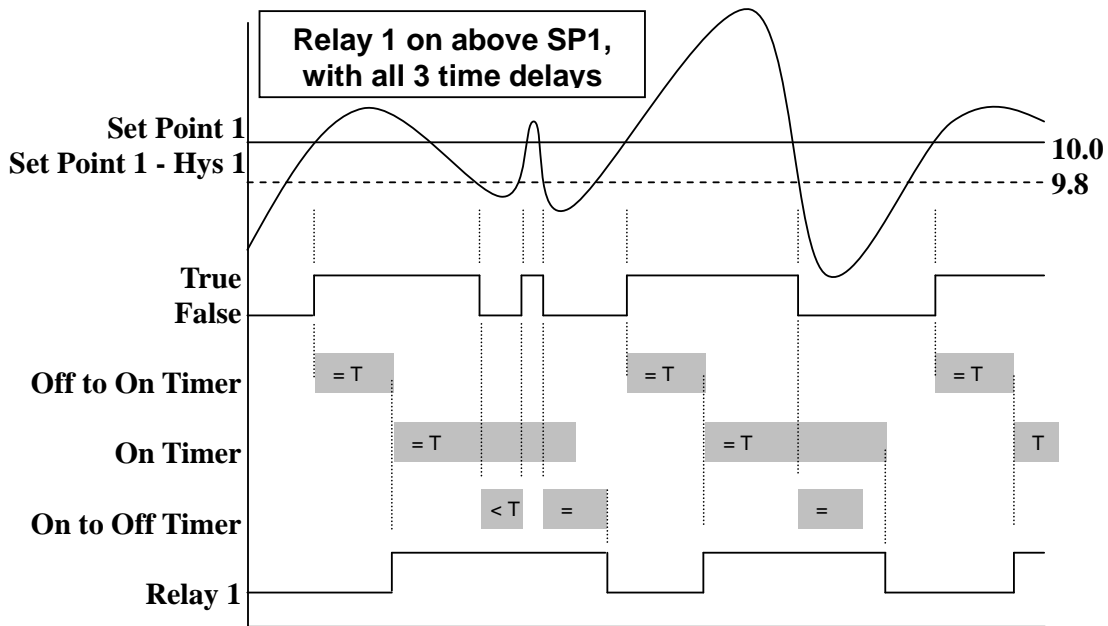 Relay 1 on above SP1,
with all 3 time delays
Set Point 1
10.0
Set Point 1 - Hys 1
9.8
True
False
Off to On Timer
= T
= T
= T
On Timer
= T
= T
T
On to Off Timer
< T
=
=
Relay 1